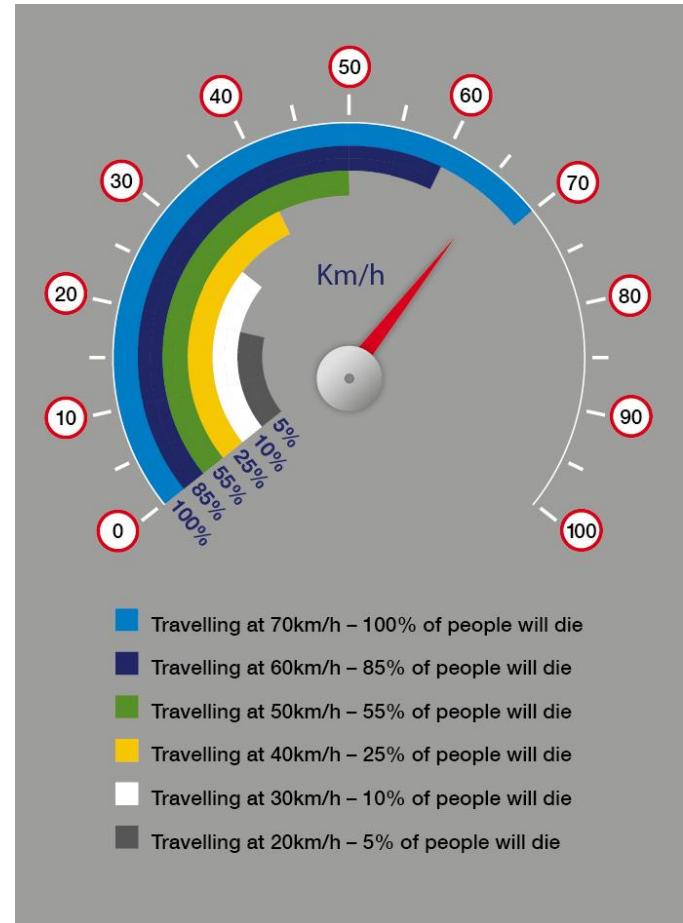 50
40
60
30
70
Km/h
20
80
10
90
5%
10%
25%
55%
85%
100%
0
100
Travelling at 70km/h – 100% of people will die
Travelling at 60km/h – 85% of people will die
Travelling at 50km/h – 55% of people will die
Travelling at 40km/h – 25% of people will die
Travelling at 30km/h – 10% of people will die
Travelling at 20km/h – 5% of people will die